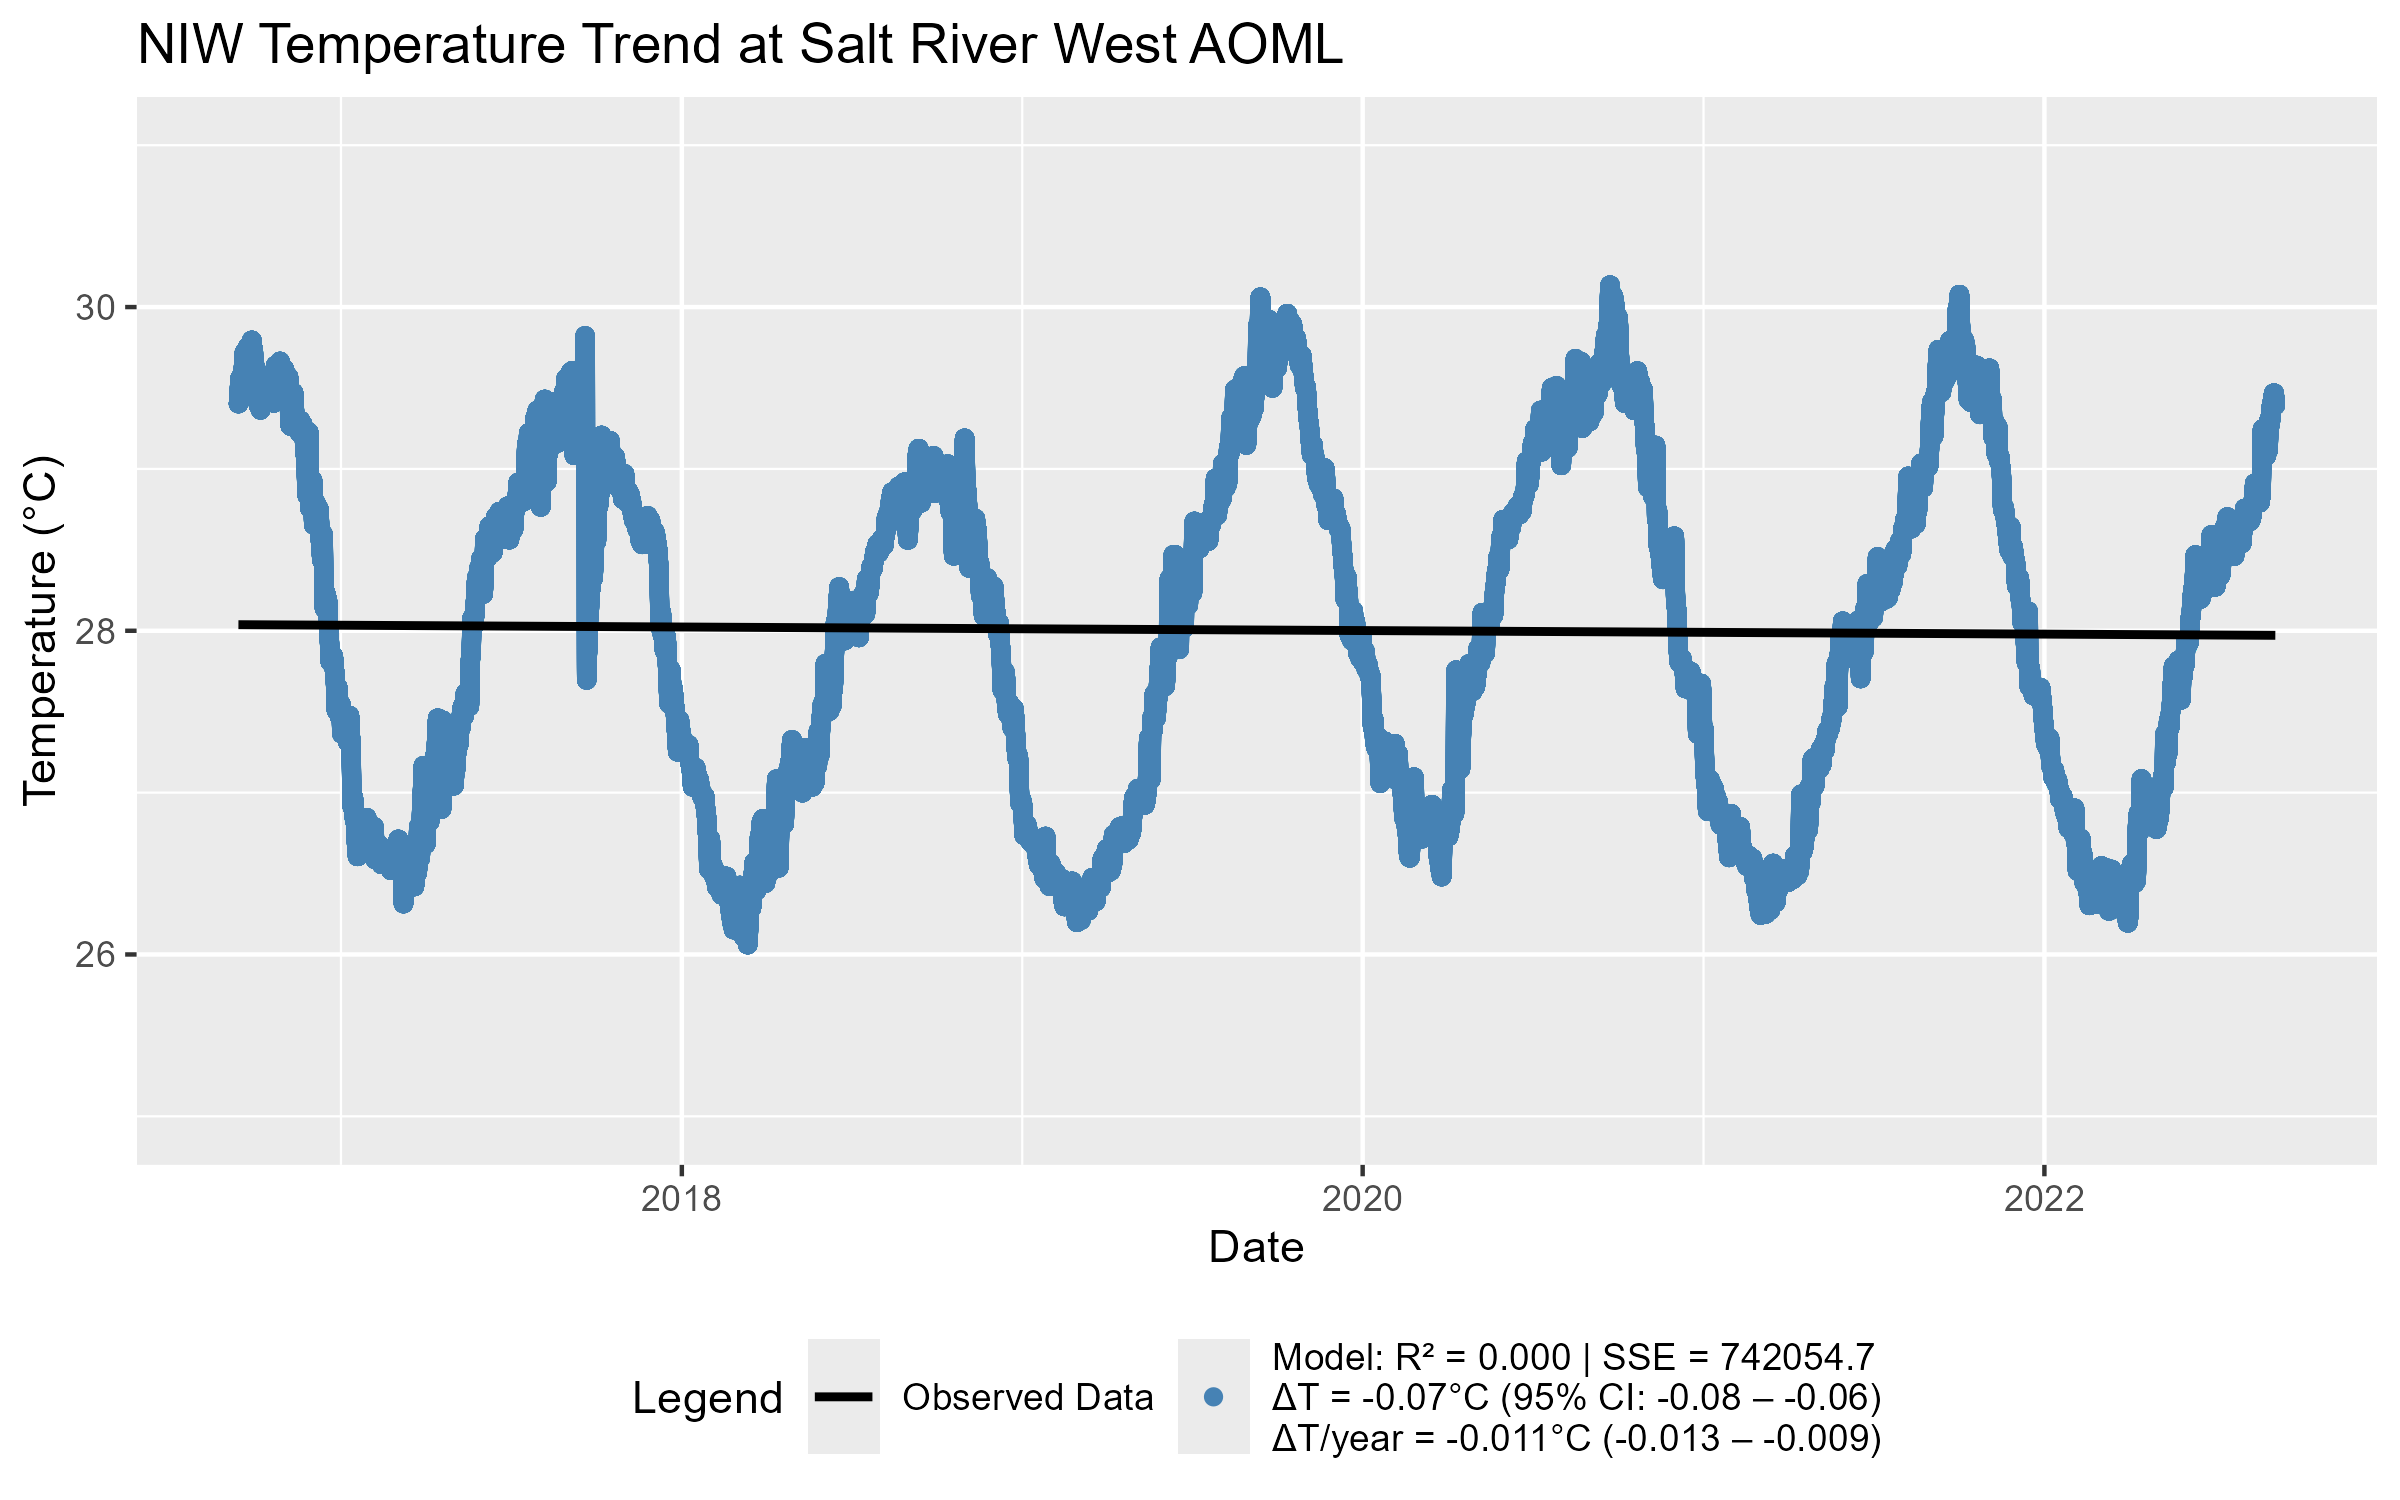 NIW Temperature Trend at Salt River West AOML
Temperature (°C)
30
28
26
2018
2020
2022
Date
Legend
Observed Data
Model: R² = 0.000 | SSE = 742054.7
ΔT = -0.07°C (95% CI: -0.08 – -0.06)
ΔT/year = -0.011°C (-0.013 – -0.009)